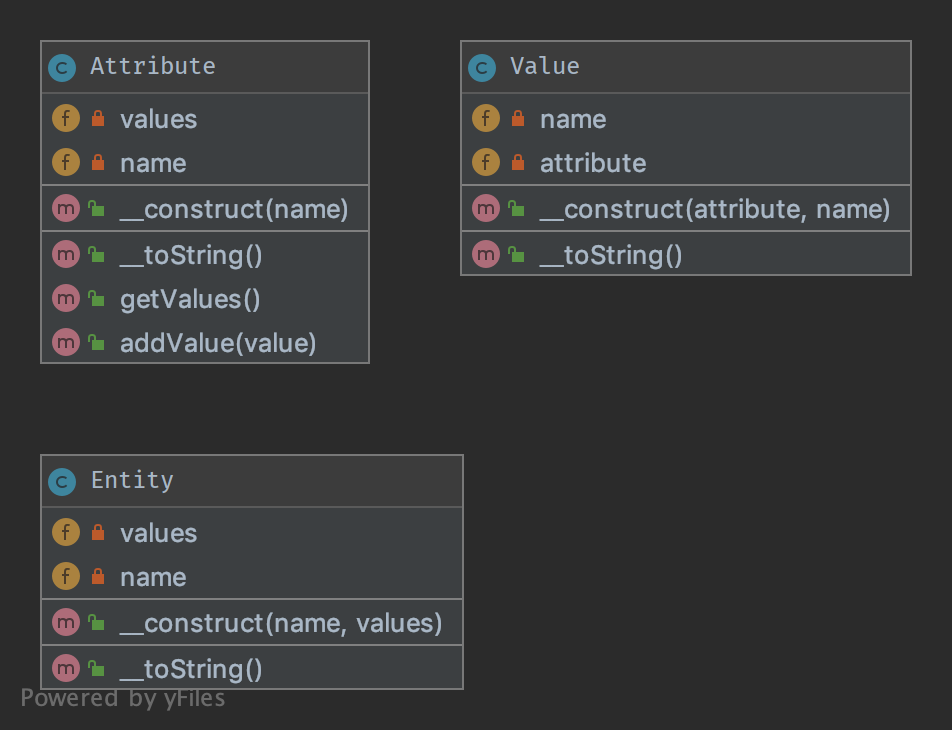 Attribute
values
name
__construct(name)
__toString()
getValues()
addValue(value)
Value
name
attribute
__construct(attribute, name)
__toString()
Entity
values
name
__construct(name, values)
__toString()
Powered by yFiles